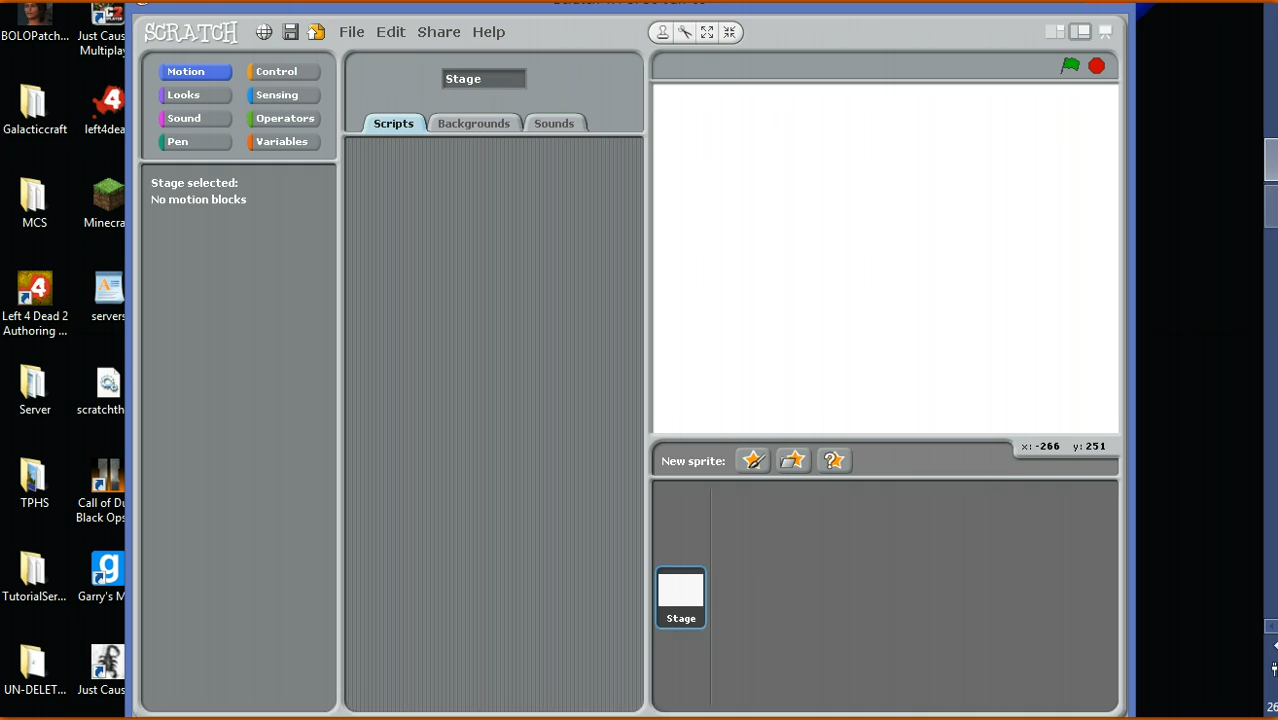 BOLOPatch...
Just Cause
Multiplay
Galacticcraft
left4dea
MCS
Minecra
Left 4 Dead 2
Authoring ...
servers
Server
scratchth
TPHS
Call of Du
Black Ops
TutorialSer...
Garry's M
UN-DELET...
Just Caus
SCRATCH
File Edit Share Help
Motion
Control
Looks
Sensing
Sound
Operators
Pen
Variables
Stage selected:
No motion blocks
Stage
Scripts
Backgrounds
Sounds
x: -266 y: 251
New sprite:
Stage
26